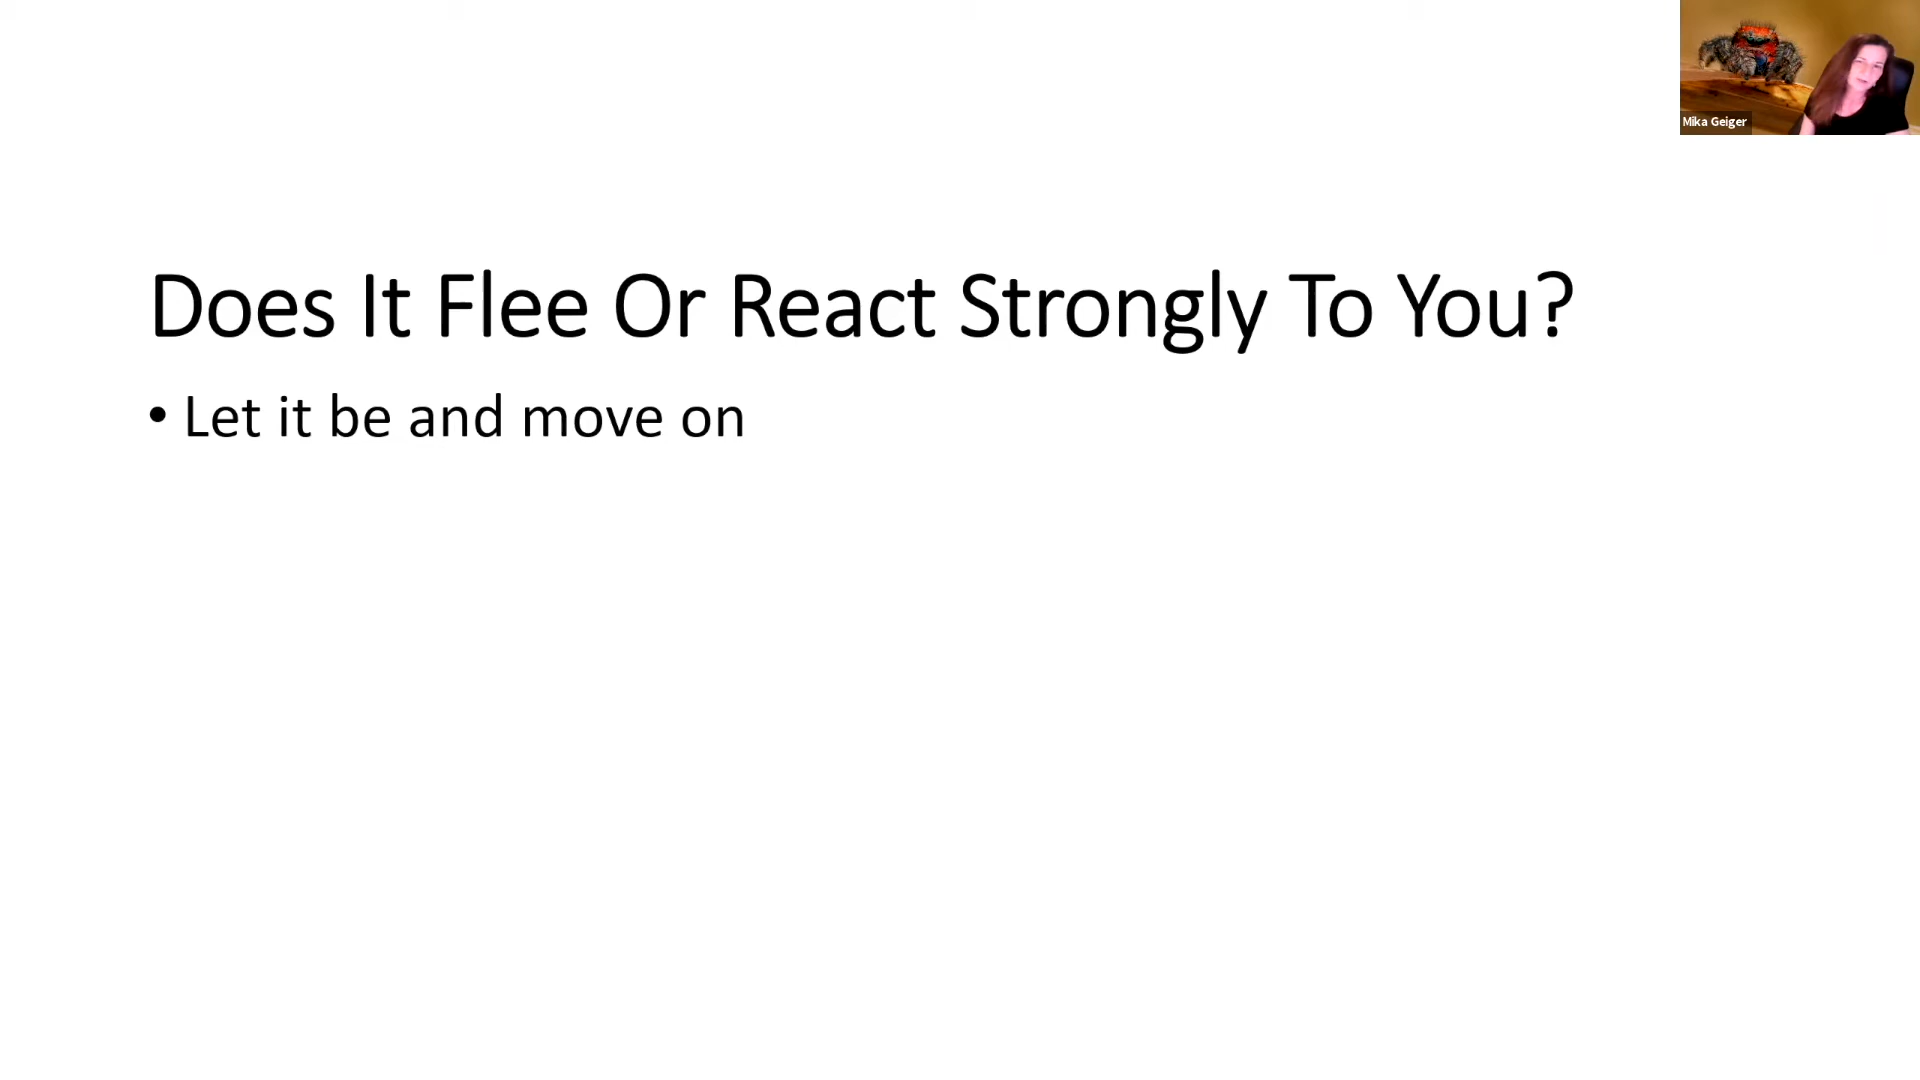 Mika Geiger
Does It Flee Or React Strongly To You?
• Let it be and move on